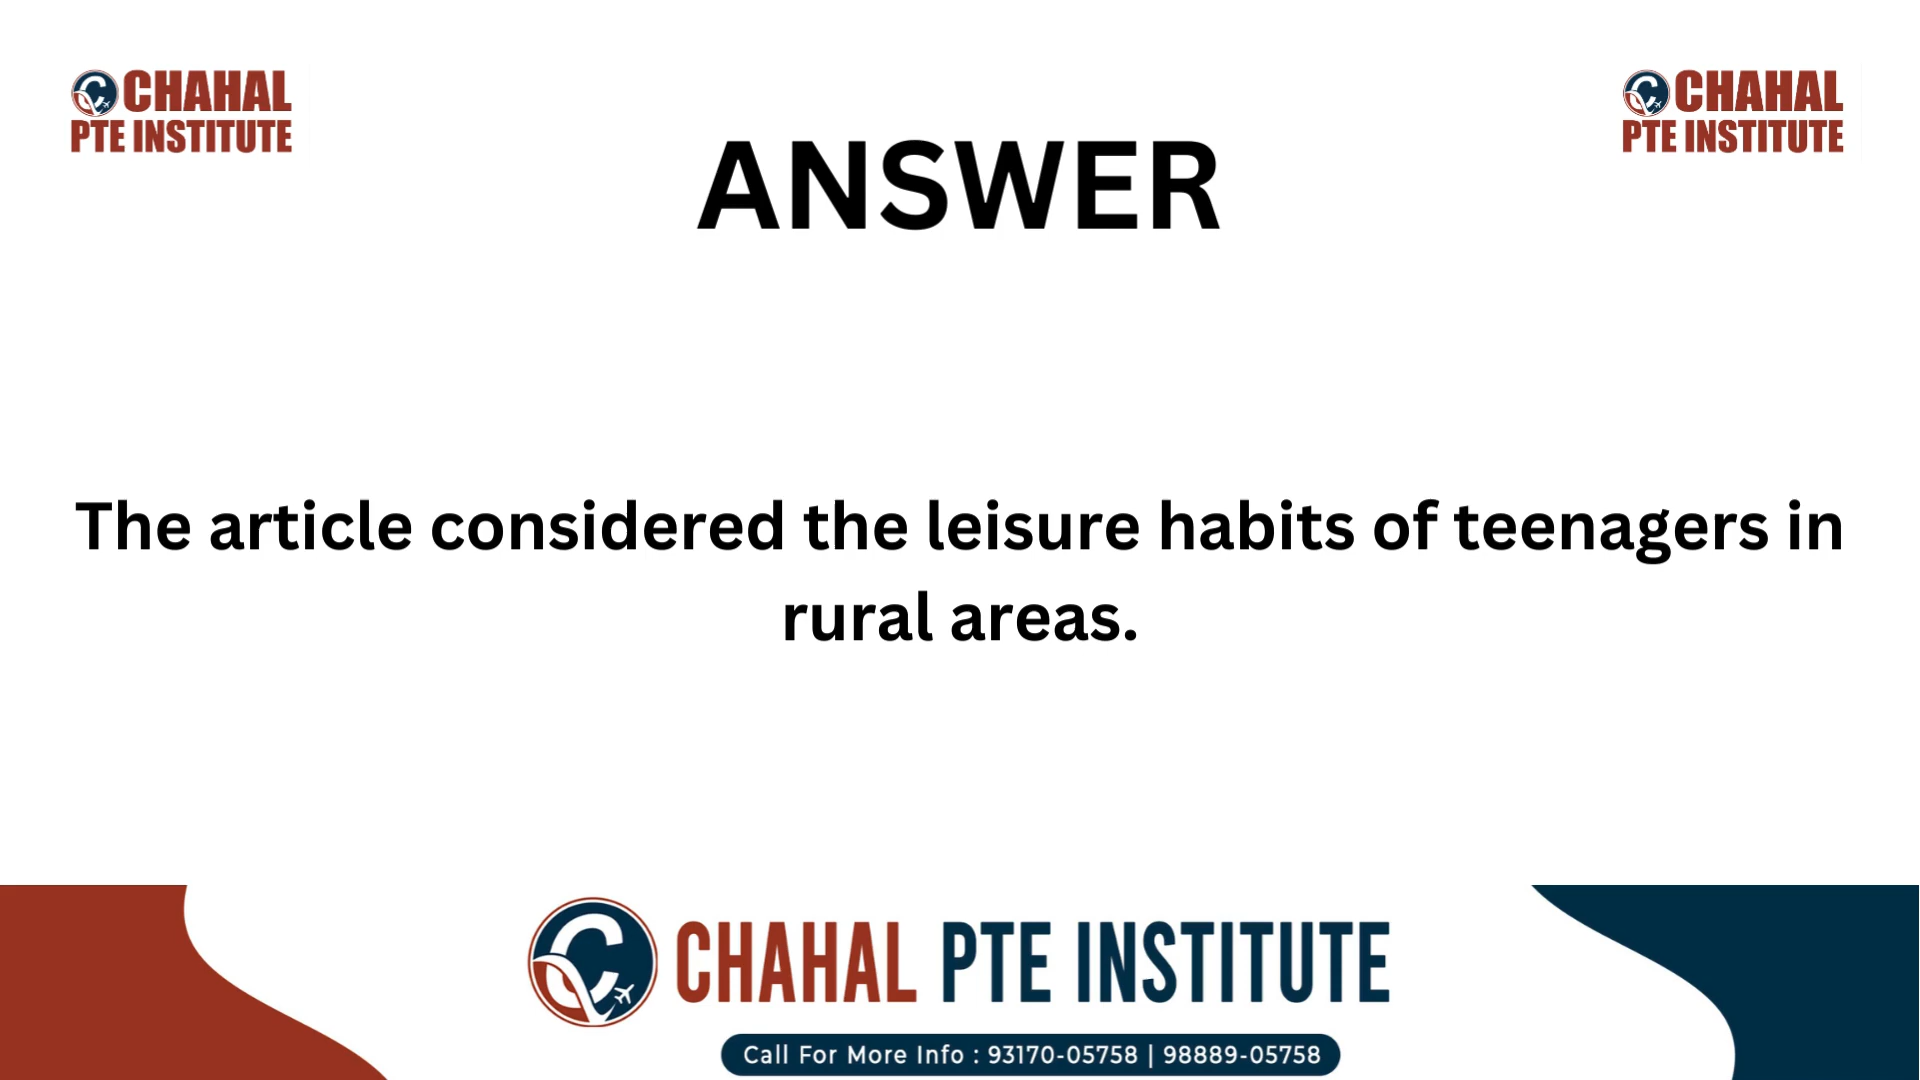 CHAHAL
PTE INSTITUTE
CHAHAL
PTE INSTITUTE
ANSWER
The article considered the leisure habits of teenagers in
rural areas.
CHAHAL PTE INSTITUTE
Call For More Info : 93170-05758 | 98889-05758